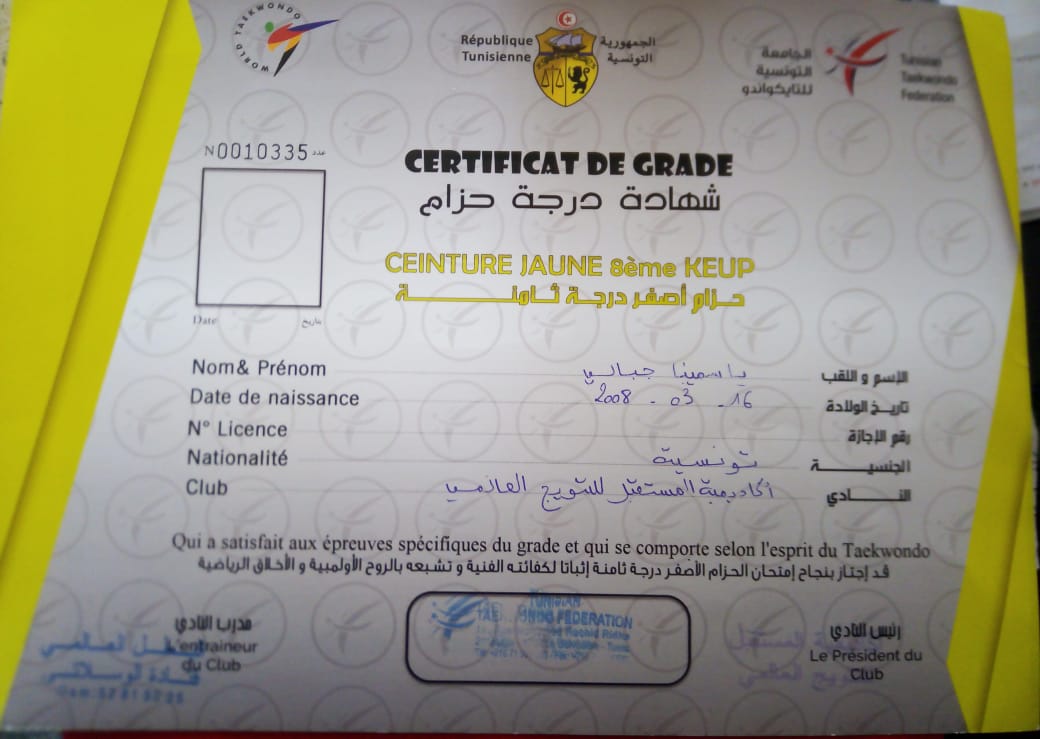 WORLD TAEKWONDO
République
Tunisienne
الجمهورية
التونسية
الجامعة
التونسية
للتايكواندو
Tunisian
Taekwondo
Federation
N0010335 عدد
CERTIFICAT DE GRADE
شهادة درجة حزام
CEINTURE JAUNE 8ème KEUP
حزام أصفر درجة ثامنة
Date تاريخ
Nom& Prénom ياسمينا جبالي الإسم و اللقب
Date de naissance 16 - 03 - 2008 تاريخ الولادة
N° Licence رقم الإجازة
Nationalité تونسية الجنسية
Club أكاديمية المستقبل للتتويج العالمي النادي
Qui a satisfait aux épreuves spécifiques du grade et qui se comporte selon l'esprit du Taekwondo
قد إجتاز بنجاح إمتحان الحزام الأصفر درجة ثامنة إثباتا لكفائته الفنية و تشبعه بالروح الأولمبية و الأخلاق الرياضية
مدرب النادي
L'entraineur
du Club
TUNISIAN
FEDERATION
رئيس النادي
Le Président du
Club